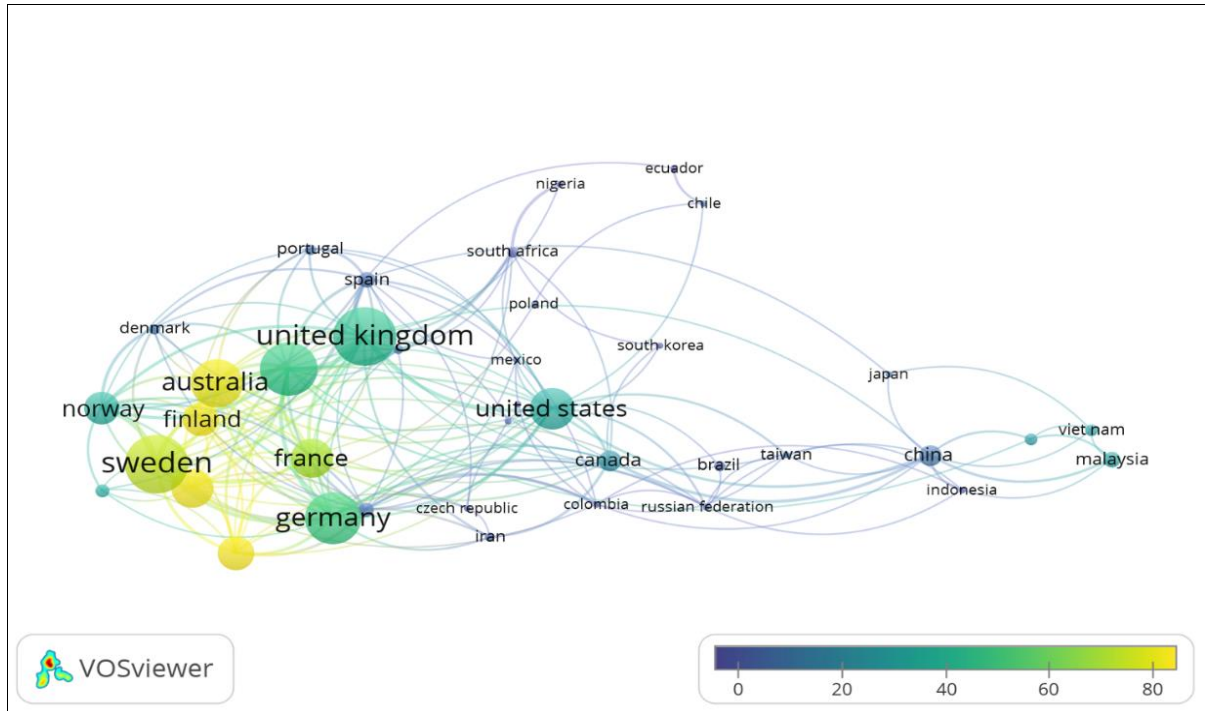 ecuador
nigeria
chile
portugal
south africa
spain
poland
denmark
united kingdom
south korea
mexico
japan
australia
norway
finland
united states
viet nam
sweden
france
canada
brazil
taiwan
china
malaysia
indonesia
germany
czech republic
colombia
russian federation
iran
VOSviewer
0 20 40 60 80